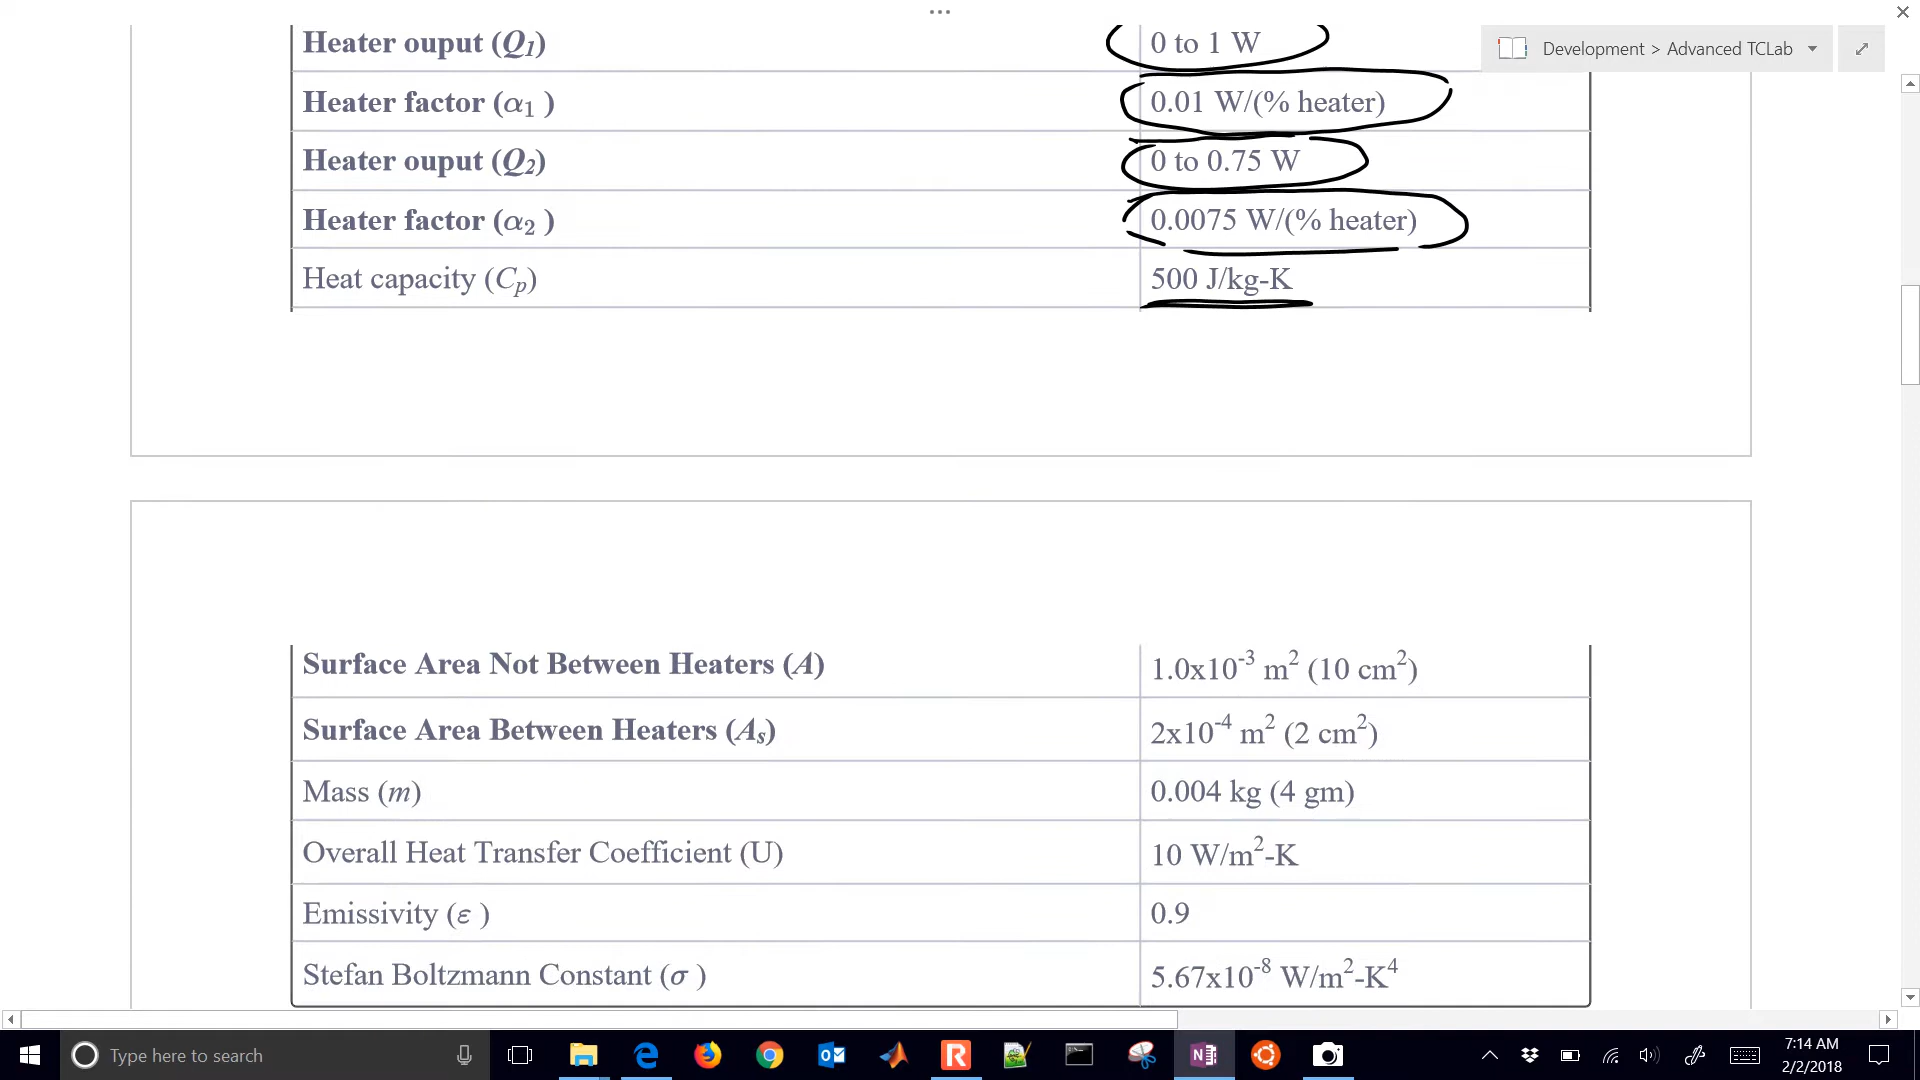 Heater ouput (Q1) 0 to 1 W
Development > Advanced TCLab
Heater factor (α1 ) 0.01 W/(% heater)
Heater ouput (Q2) 0 to 0.75 W
Heater factor (α2 ) 0.0075 W/(% heater)
Heat capacity (Cp) 500 J/kg-K
Surface Area Not Between Heaters (A) 1.0x10⁻³ m² (10 cm²)
Surface Area Between Heaters (As) 2x10⁻⁴ m² (2 cm²)
Mass (m) 0.004 kg (4 gm)
Overall Heat Transfer Coefficient (U) 10 W/m²-K
Emissivity (ε ) 0.9
Stefan Boltzmann Constant (σ ) 5.67x10⁻⁸ W/m²-K⁴
Type here to search
7:14 AM
2/2/2018